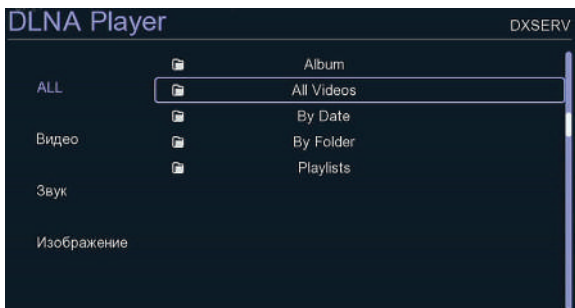 DLNA Player
DXSERV
Album
ALL
All Videos
By Date
Видео
By Folder
Playlists
Звук
Изображение